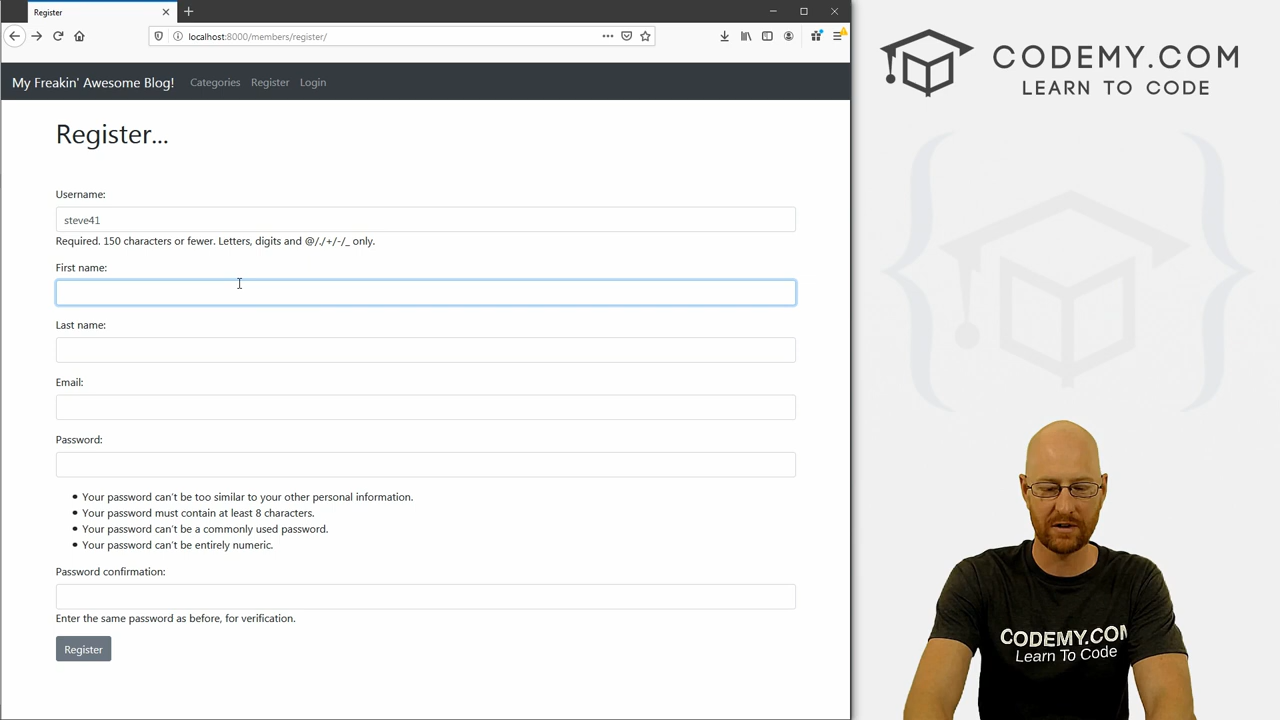 Register
localhost:8000/members/register/
My Freakin' Awesome Blog!
Categories
Register
Login
Register...
Username:
steve41
Required. 150 characters or fewer. Letters, digits and @/./+/-/_ only.
First name:
Last name:
Email:
Password:
Your password can't be too similar to your other personal information.
Your password must contain at least 8 characters.
Your password can't be a commonly used password.
Your password can't be entirely numeric.
Password confirmation:
Enter the same password as before, for verification.
Register
CODEMY.COM
LEARN TO CODE
CODEMY.COM
Learn To Code